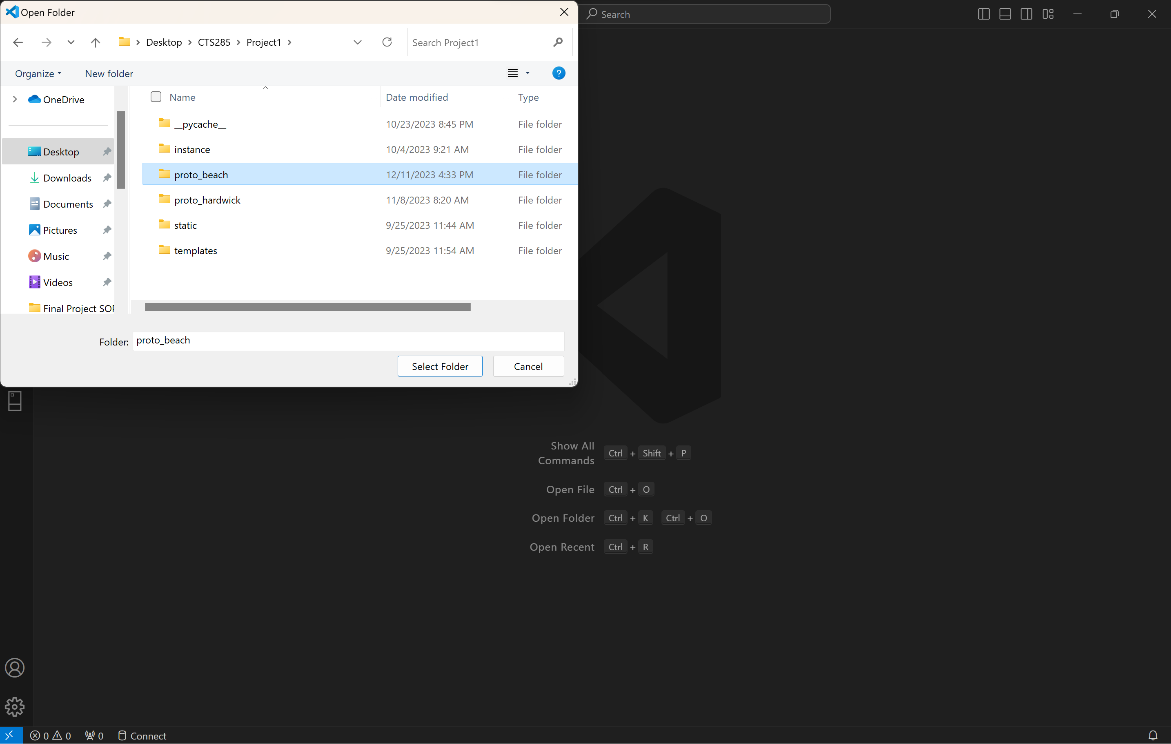 Open Folder
Search
Desktop > CTS285 > Project1 >
Search Project1
Organize
New folder
?
OneDrive
Desktop
Downloads
Documents
Pictures
Music
Videos
Final Project SOF
Name Date modified Type
__pycache__ 10/23/2023 8:45 PM File folder
instance 10/4/2023 9:21 AM File folder
proto_beach 12/11/2023 4:33 PM File folder
proto_hardwick 11/8/2023 8:20 AM File folder
static 9/25/2023 11:44 AM File folder
templates 9/25/2023 11:54 AM File folder
Folder: proto_beach
Select Folder Cancel
Show All
Commands
Ctrl + Shift + P
Open File Ctrl + O
Open Folder Ctrl + K Ctrl + O
Open Recent Ctrl + R
0 0 0 Connect